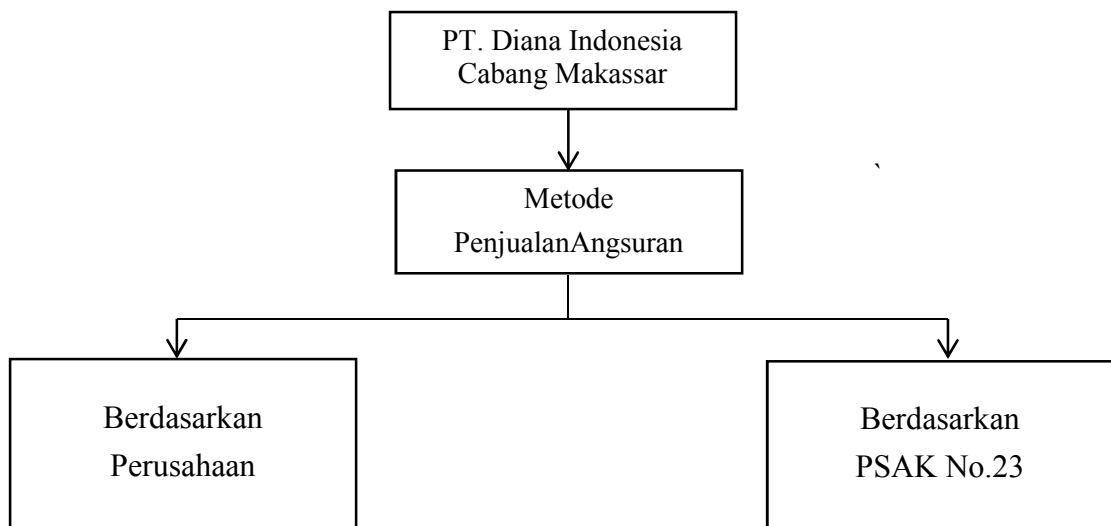 PT. Diana Indonesia
Cabang Makassar
`
Metode
PenjualanAngsuran
Berdasarkan
Perusahaan
Berdasarkan
PSAK No.23